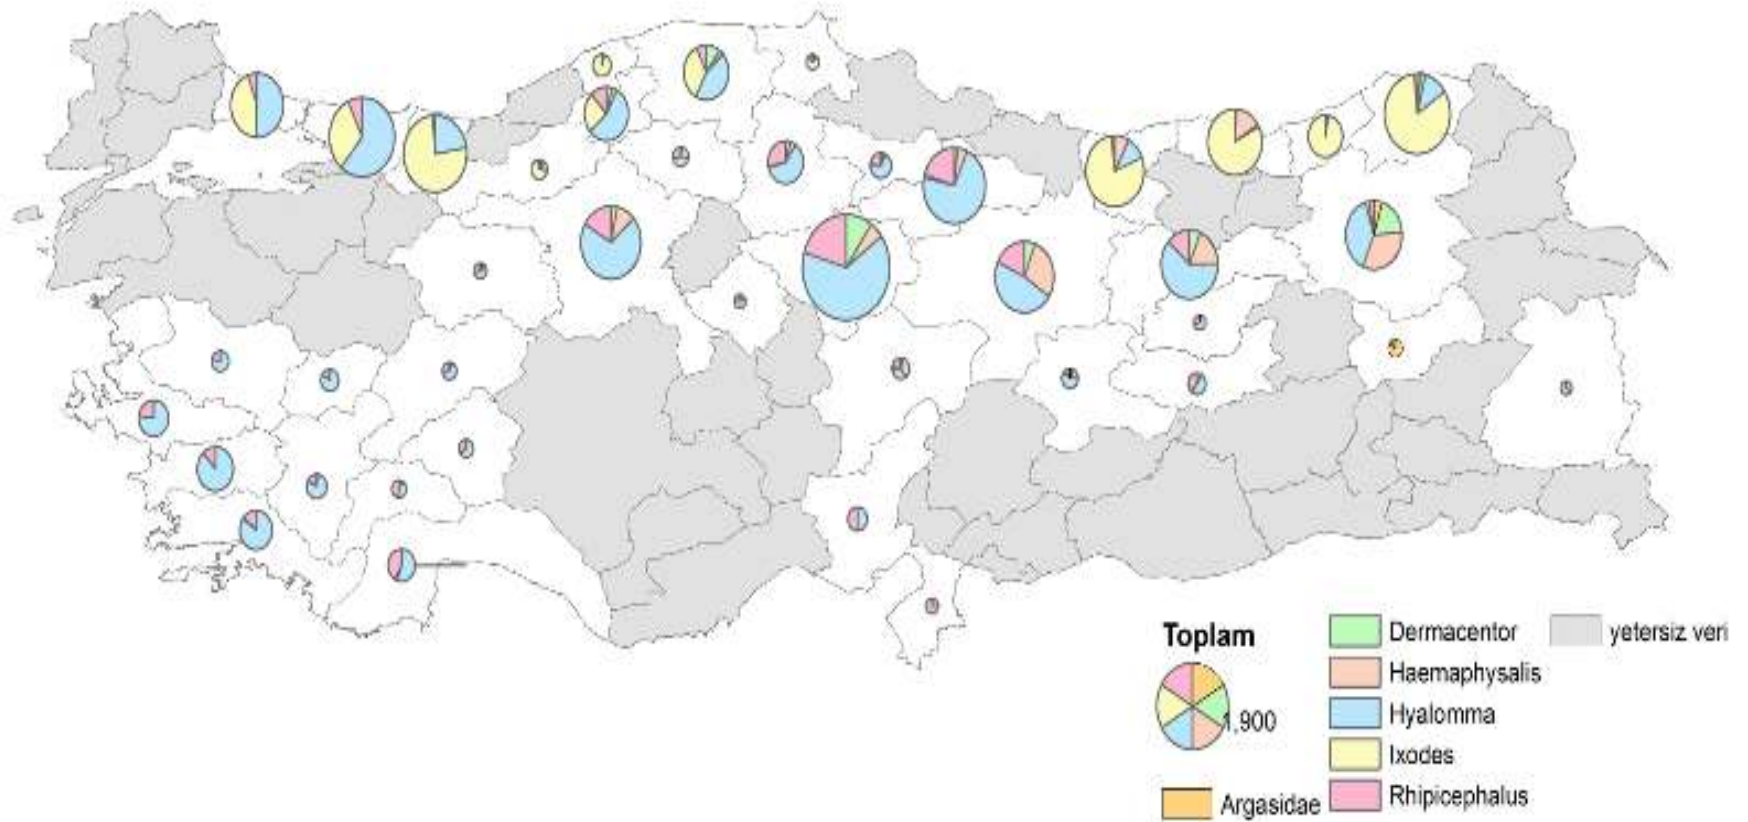 Toplam
1,900
Argasidae
Dermacentor
Haemaphysalis
Hyalomma
Ixodes
Rhipicephalus
yetersiz veri